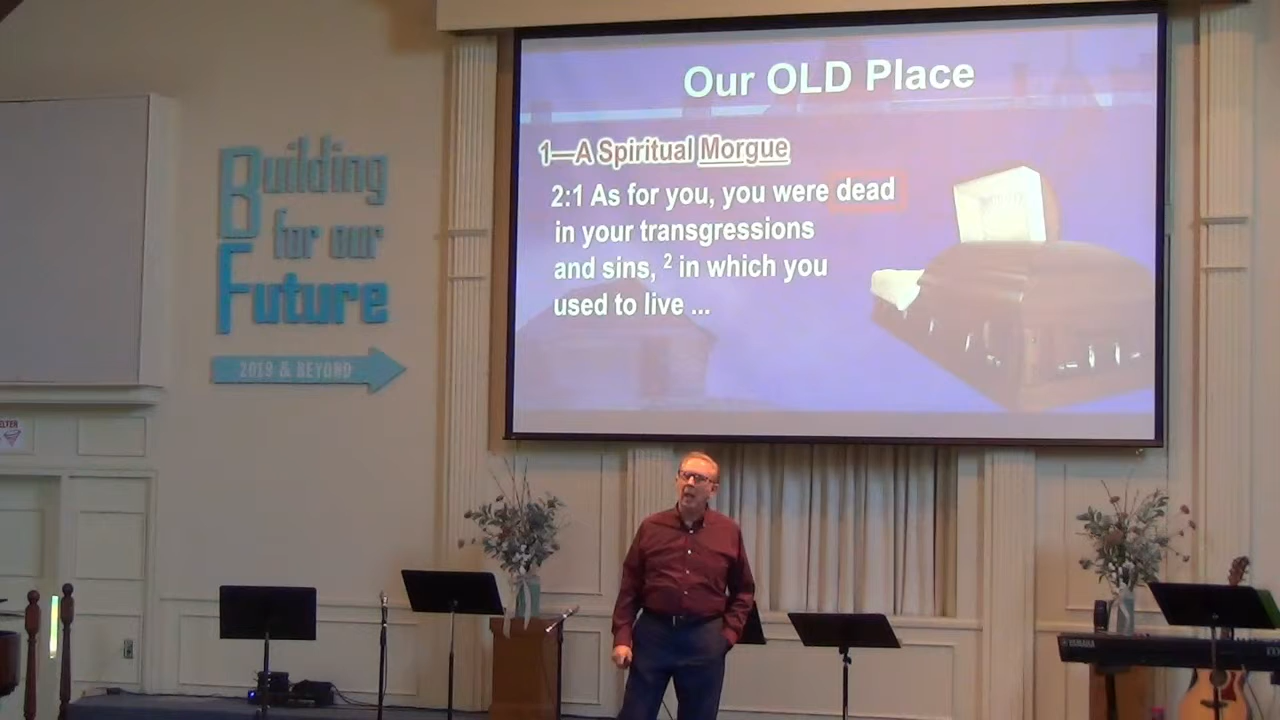 Building
for our
Future
2019 & BEYOND
Our OLD Place
1—A Spiritual Morgue
2:1 As for you, you were dead
in your transgressions
and sins, 2 in which you
used to live ...
YAMAHA